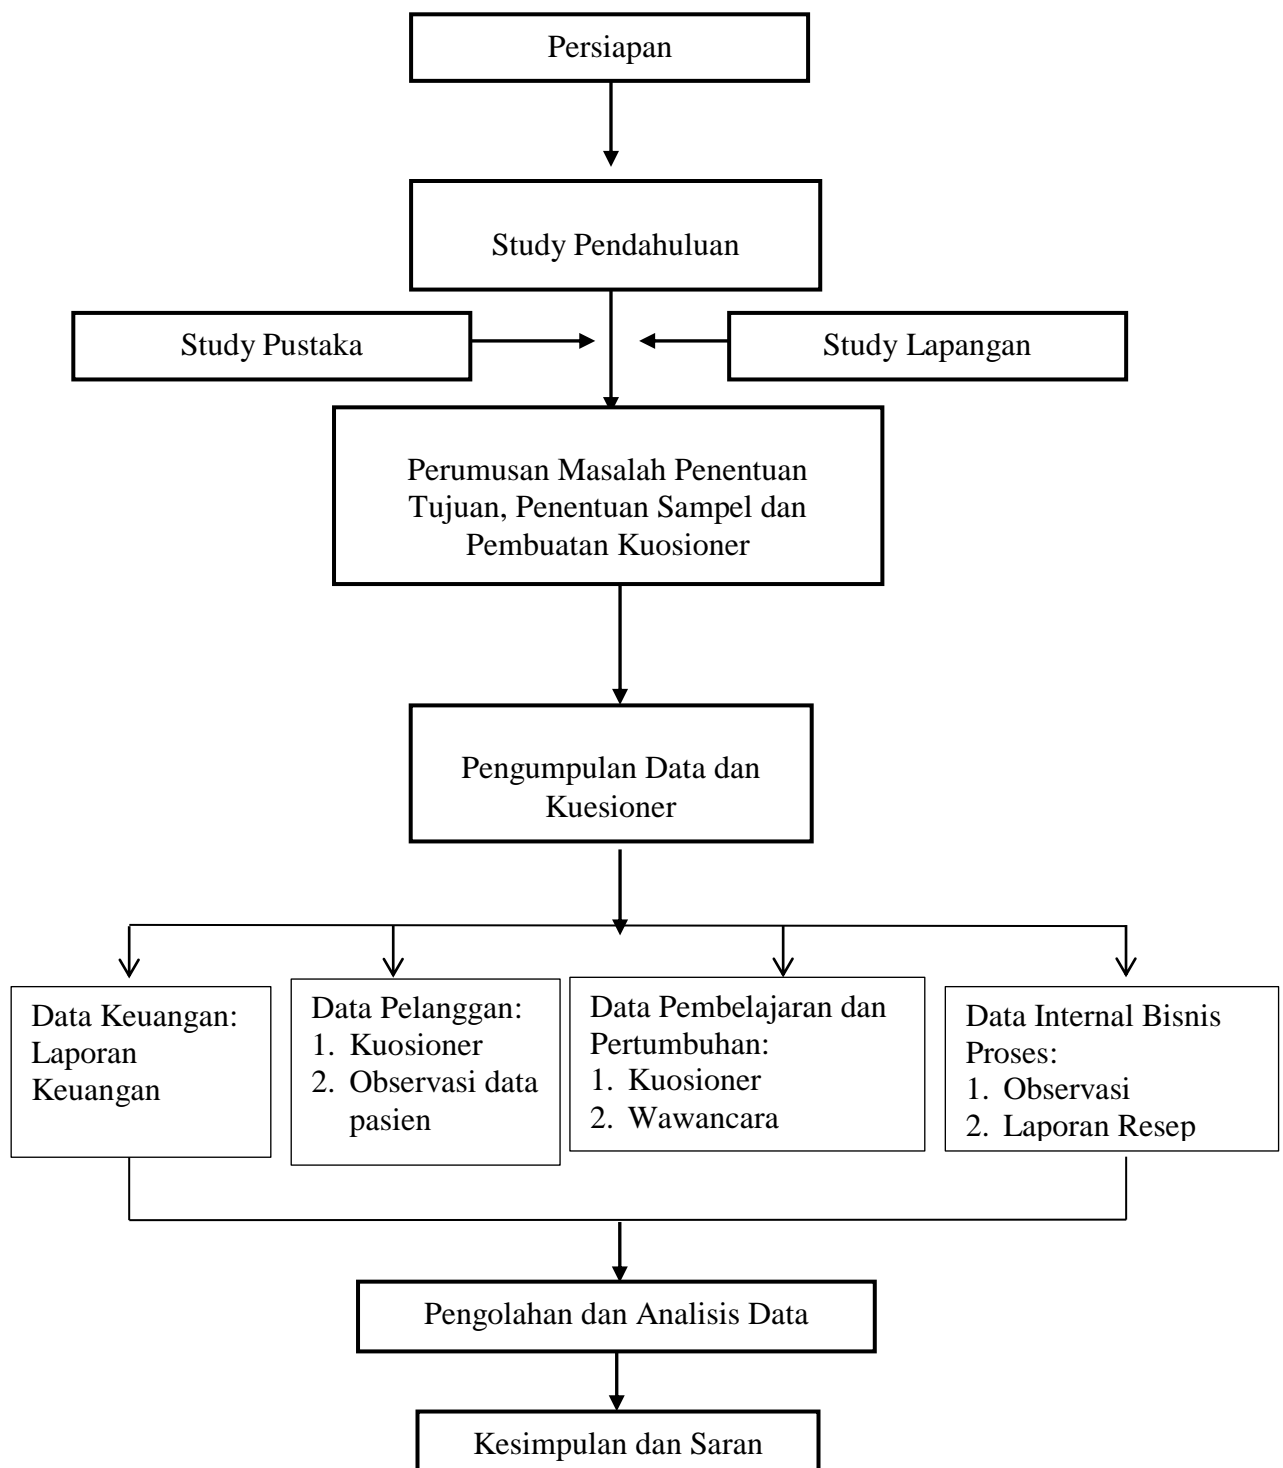 Persiapan
Study Pendahuluan
Study Pustaka
Study Lapangan
Perumusan Masalah Penentuan
Tujuan, Penentuan Sampel dan
Pembuatan Kuosioner
Pengumpulan Data dan
Kuesioner
Data Keuangan:
Laporan
Keuangan
Data Pelanggan:
1. Kuosioner
2. Observasi data
pasien
Data Pembelajaran dan
Pertumbuhan:
1. Kuosioner
2. Wawancara
Data Internal Bisnis
Proses:
1. Observasi
2. Laporan Resep
Pengolahan dan Analisis Data
Kesimpulan dan Saran